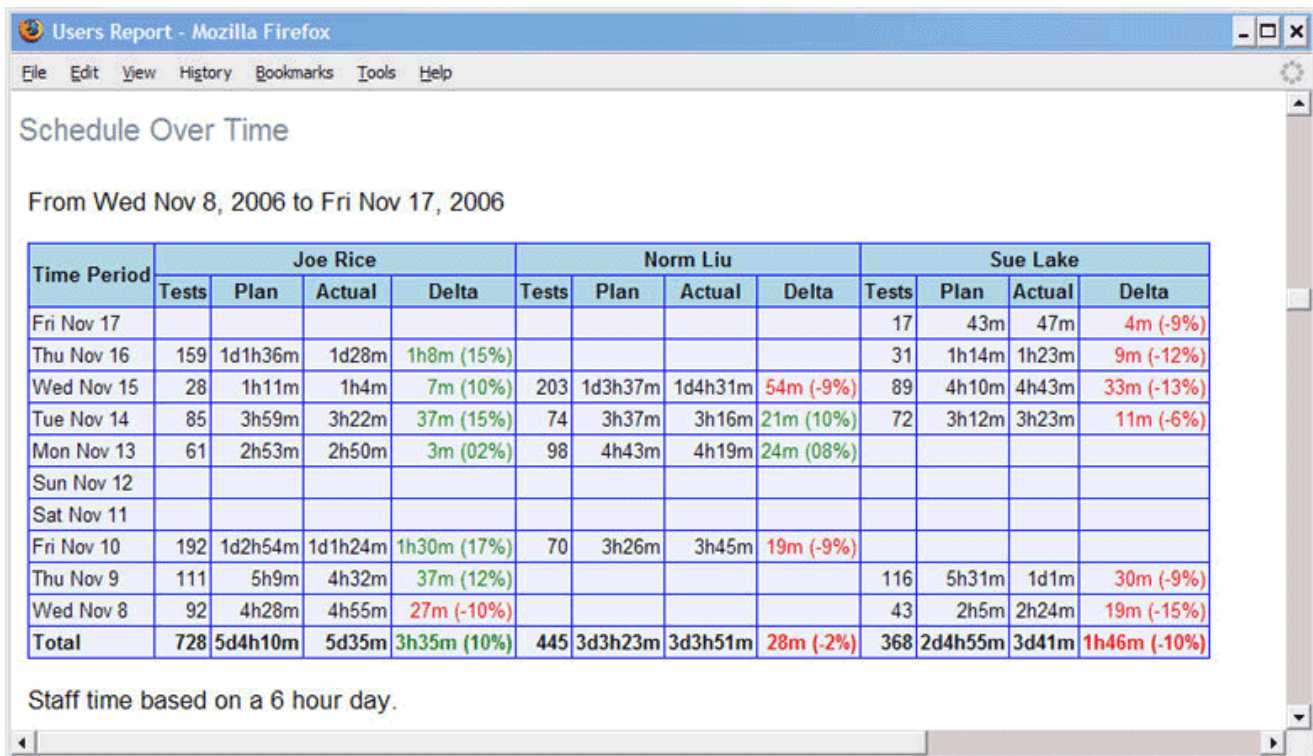 Users Report - Mozilla Firefox
File Edit View History Bookmarks Tools Help
Schedule Over Time
From Wed Nov 8, 2006 to Fri Nov 17, 2006
Time Period Joe Rice Norm Liu Sue Lake
Tests Plan Actual Delta Tests Plan Actual Delta Tests Plan Actual Delta
Fri Nov 17 17 43m 47m 4m (-9%)
Thu Nov 16 159 1d1h36m 1d28m 1h8m (15%) 31 1h14m 1h23m 9m (-12%)
Wed Nov 15 28 1h11m 1h4m 7m (10%) 203 1d3h37m 1d4h31m 54m (-9%) 89 4h10m 4h43m 33m (-13%)
Tue Nov 14 85 3h59m 3h22m 37m (15%) 74 3h37m 3h16m 21m (10%) 72 3h12m 3h23m 11m (-6%)
Mon Nov 13 61 2h53m 2h50m 3m (02%) 98 4h43m 4h19m 24m (08%)
Sun Nov 12
Sat Nov 11
Fri Nov 10 192 1d2h54m 1d1h24m 1h30m (17%) 70 3h26m 3h45m 19m (-9%)
Thu Nov 9 111 5h9m 4h32m 37m (12%) 116 5h31m 1d1m 30m (-9%)
Wed Nov 8 92 4h28m 4h55m 27m (-10%) 43 2h5m 2h24m 19m (-15%)
Total 728 5d4h10m 5d35m 3h35m (10%) 445 3d3h23m 3d3h51m 28m (-2%) 368 2d4h55m 3d41m 1h46m (-10%)
Staff time based on a 6 hour day.